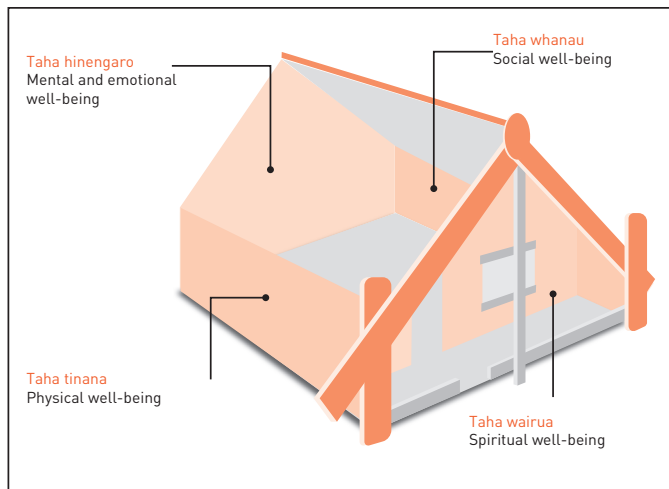 Taha hinengaro
Mental and emotional
well-being
Taha whanau
Social well-being
Taha tinana
Physical well-being
Taha wairua
Spiritual well-being